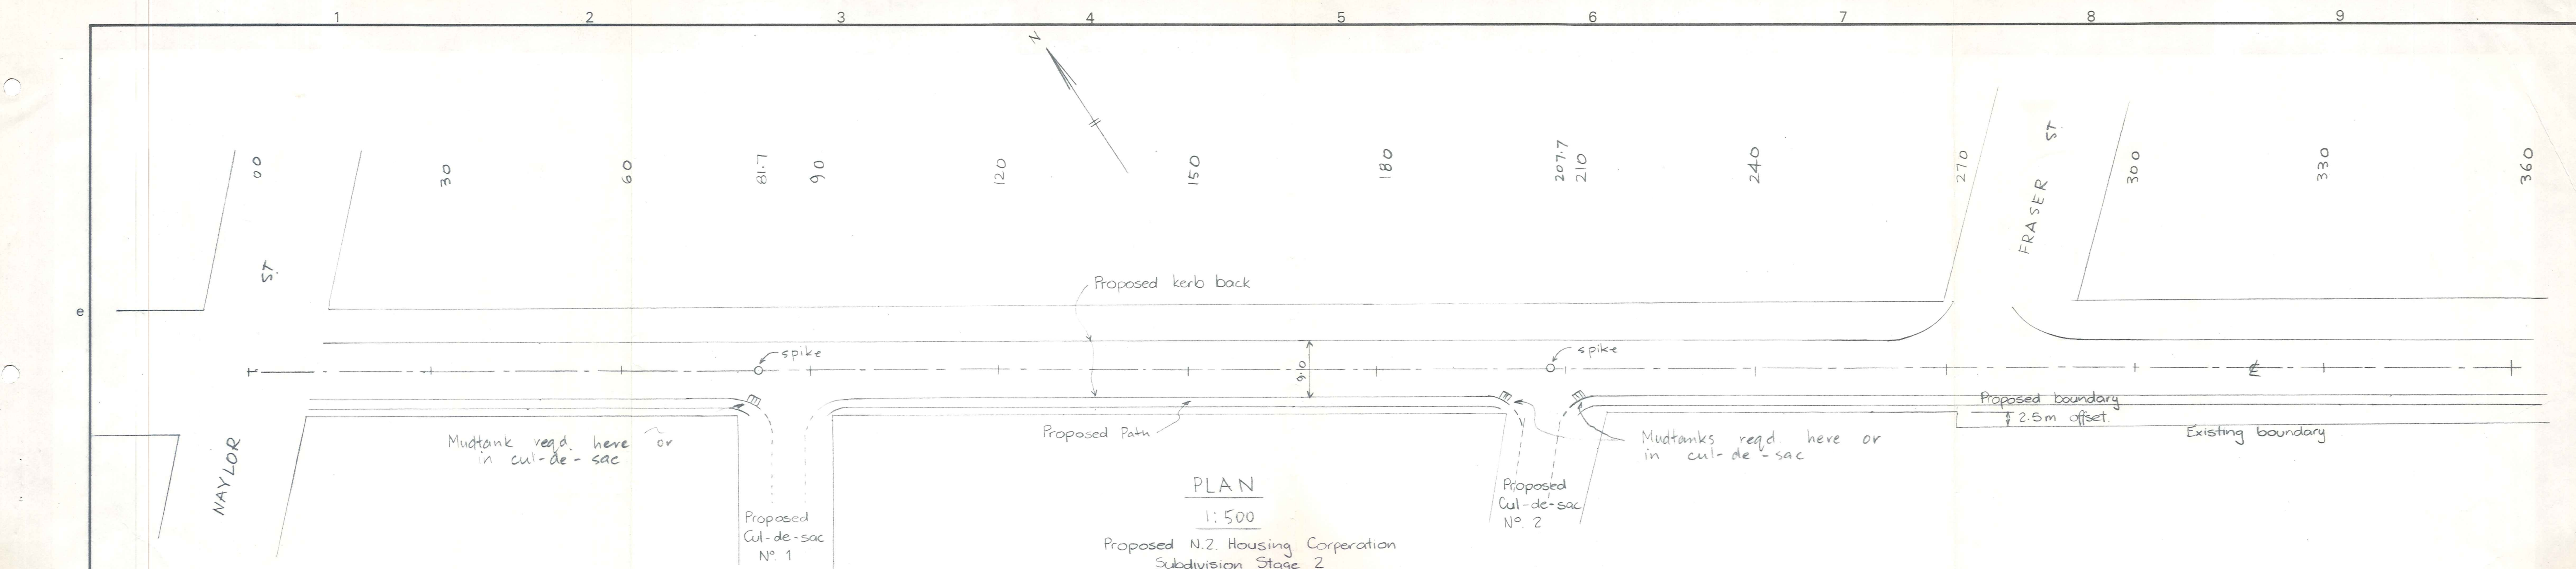 1 2 3 4 5 6 7 8 9
N
00 30 60 81.7 90 120 150 180 207.7 210 240 270 300 330 360
ST.
FRASER ST
Proposed kerb back
e
spike
spike
9.0
℄
Proposed boundary
2.5m offset.
Existing boundary
Proposed Path
Mudtank reqd. here or
in cul-de-sac
Mudtanks reqd. here or
in cul-de-sac
NAYLOR
PLAN
1:500
Proposed
Cul-de-sac
Nº. 2
Proposed
Cul-de-sac
Nº. 1
Proposed N.Z. Housing Corperation
Subdivision Stage 2